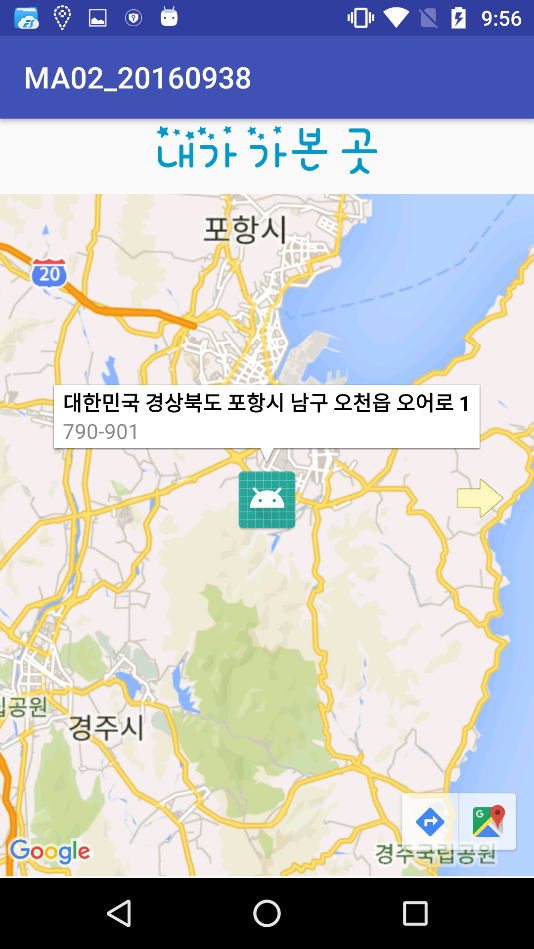 9:56
MA02_20160938
내가 가본 곳
포항시
20
대한민국 경상북도 포항시 남구 오천읍 오어로 1
790-901
립공원
경주시
G
Google
경주국립공원